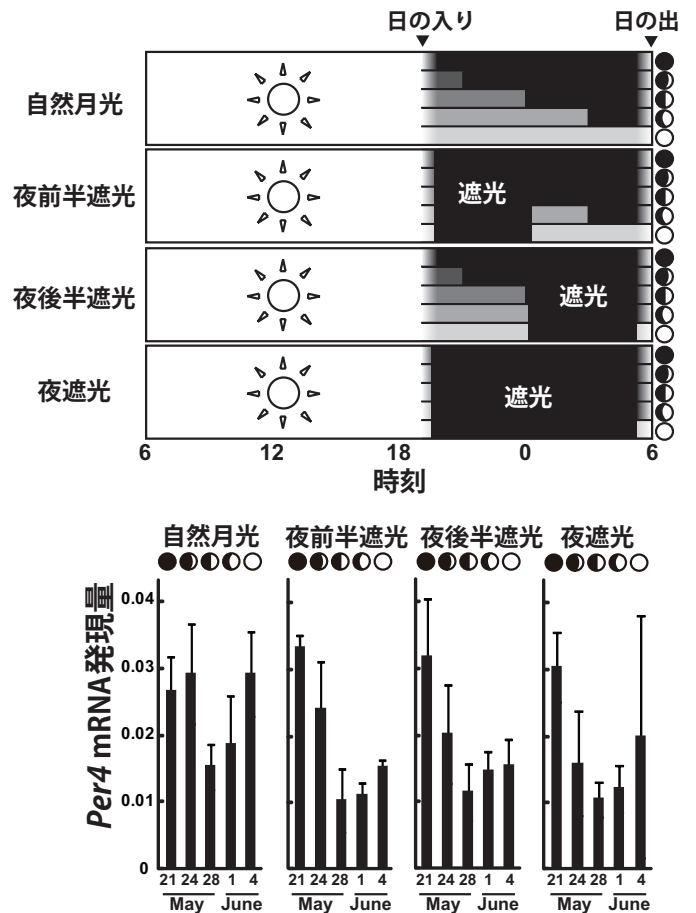 日の入り 日の出
自然月光
夜前半遮光 遮光
夜後半遮光 遮光
夜遮光 遮光
6 12 18 0 6
時刻
自然月光 夜前半遮光 夜後半遮光 夜遮光
Per4 mRNA発現量
0.04
0.03
0.02
0.01
0
21 24 28 1 4 21 24 28 1 4 21 24 28 1 4 21 24 28 1 4
May June May June May June May June